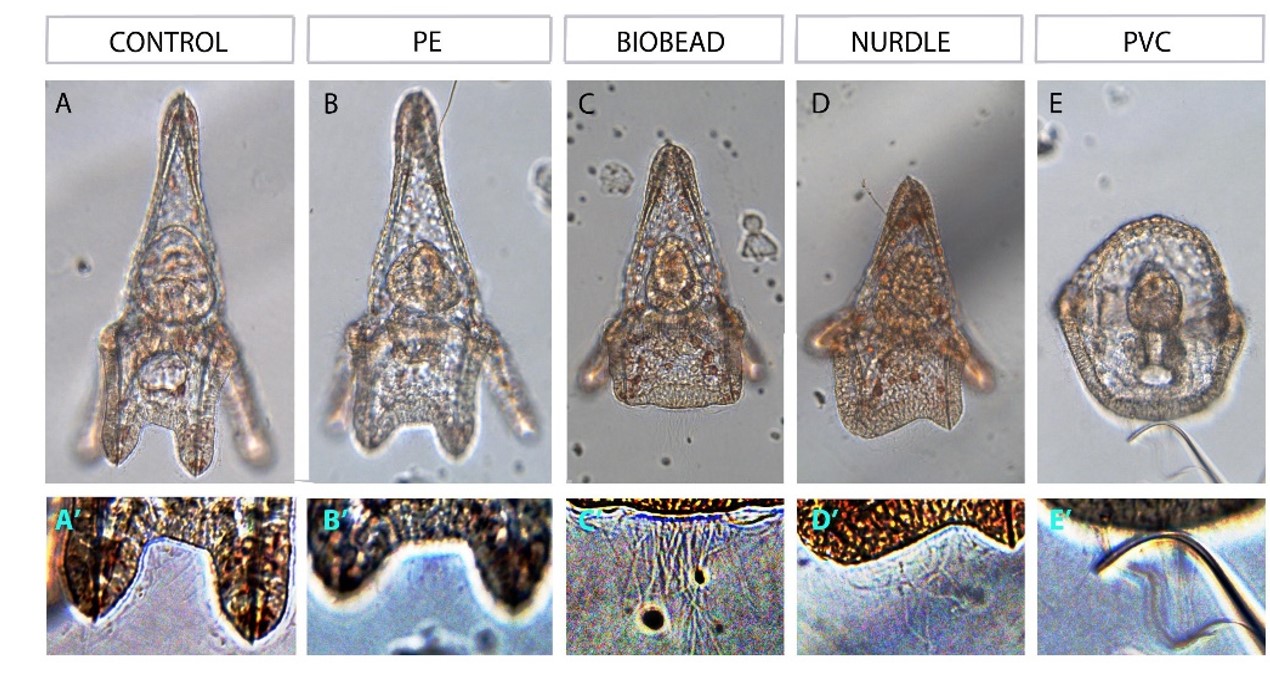 CONTROL
PE
BIOBEAD
NURDLE
PVC
A
B
C
D
E
A’
B’
C’
D’
E’